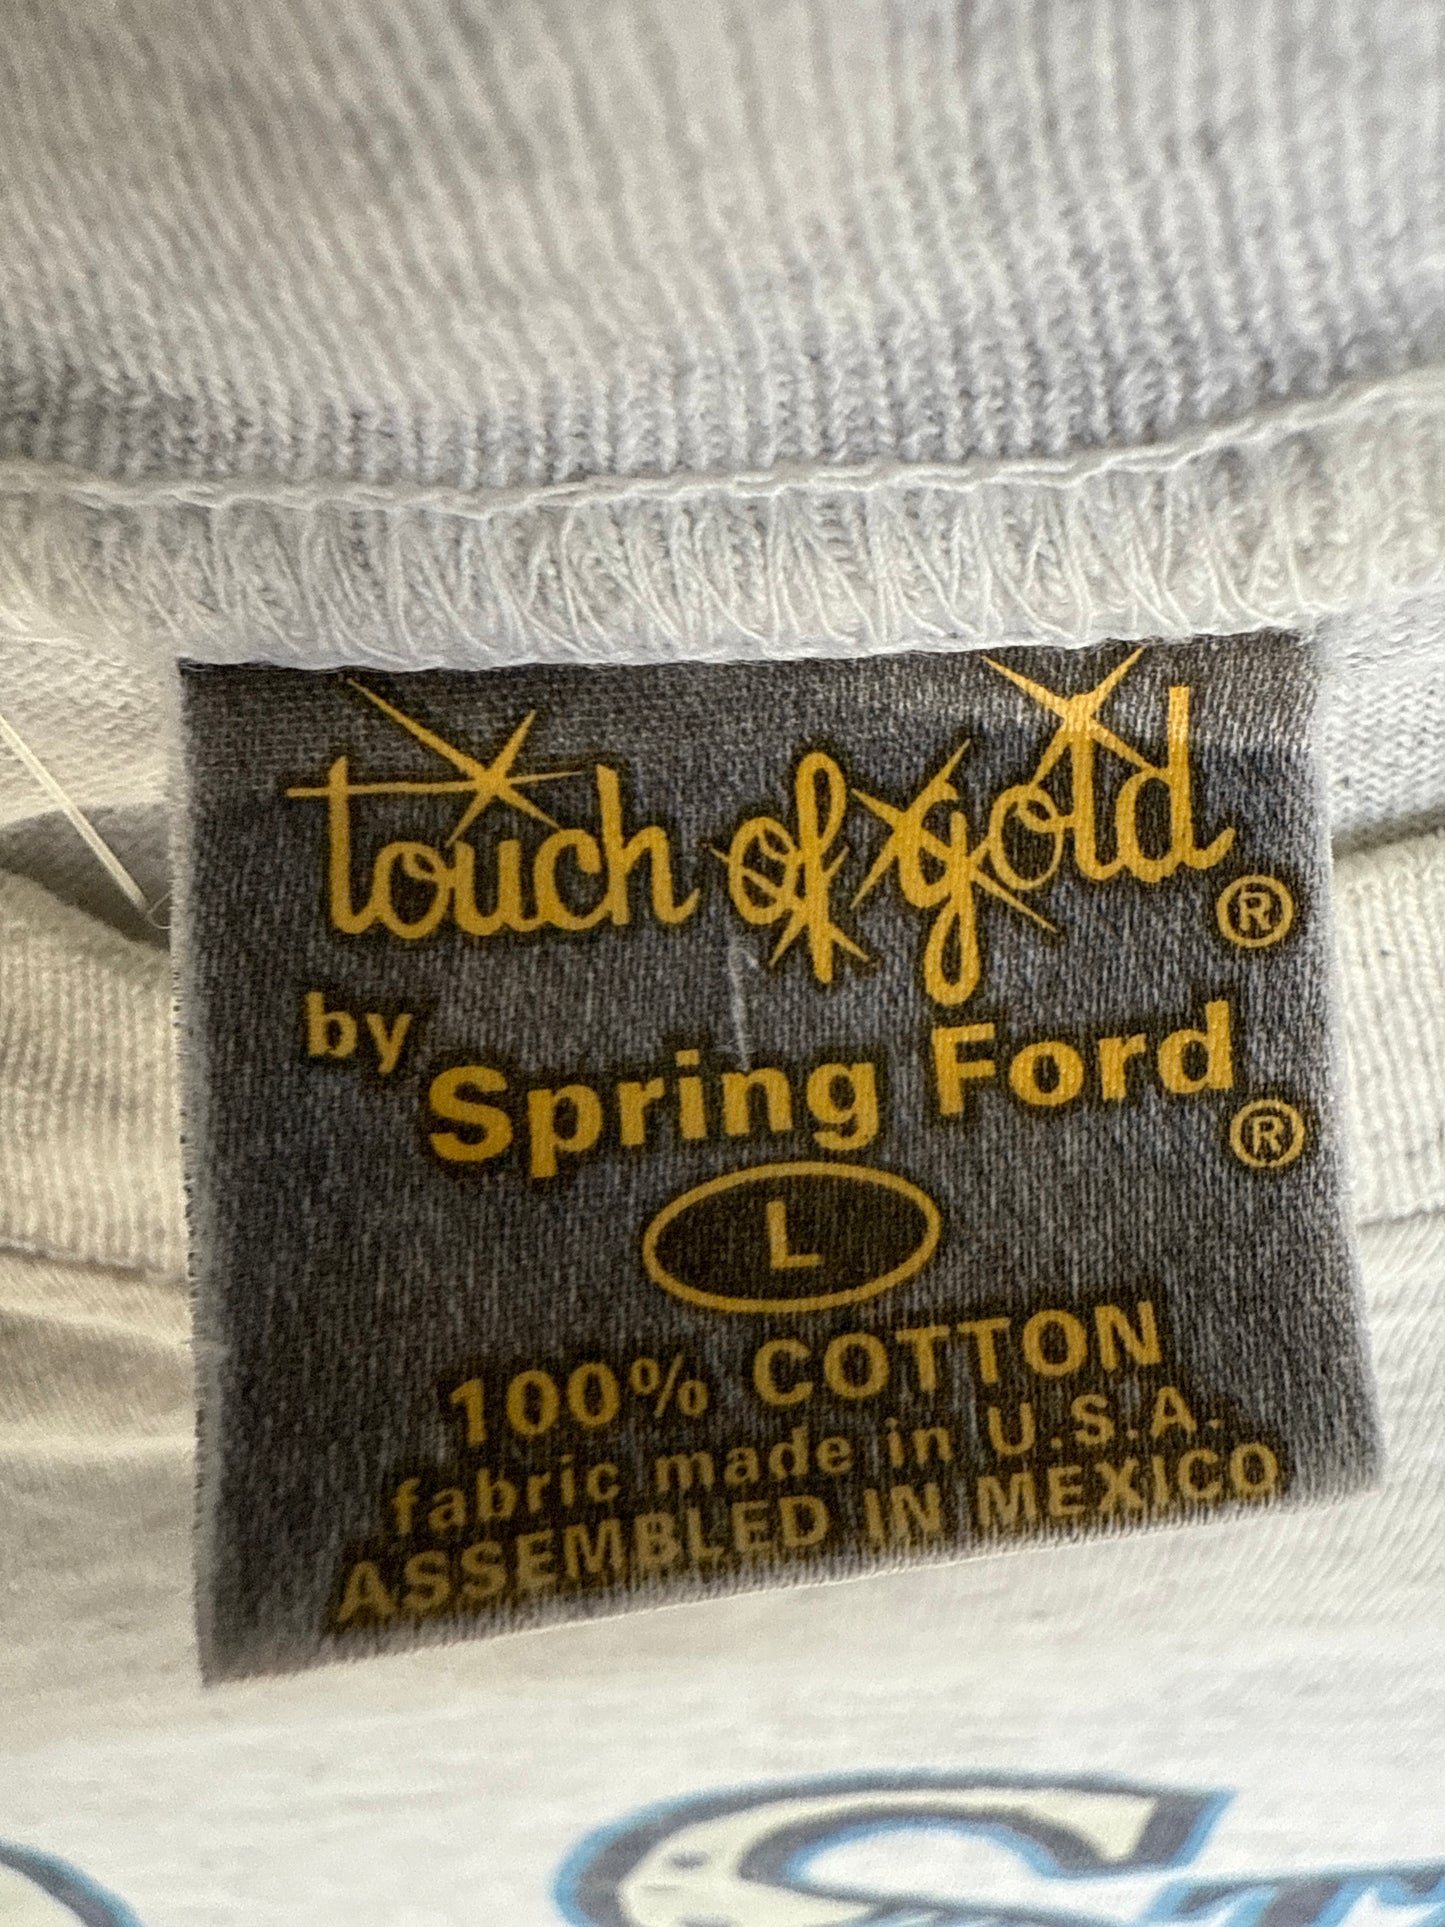 touch of gold®
by Spring Ford®
L
100% COTTON
fabric made in U.S.A.
ASSEMBLED IN MEXICO